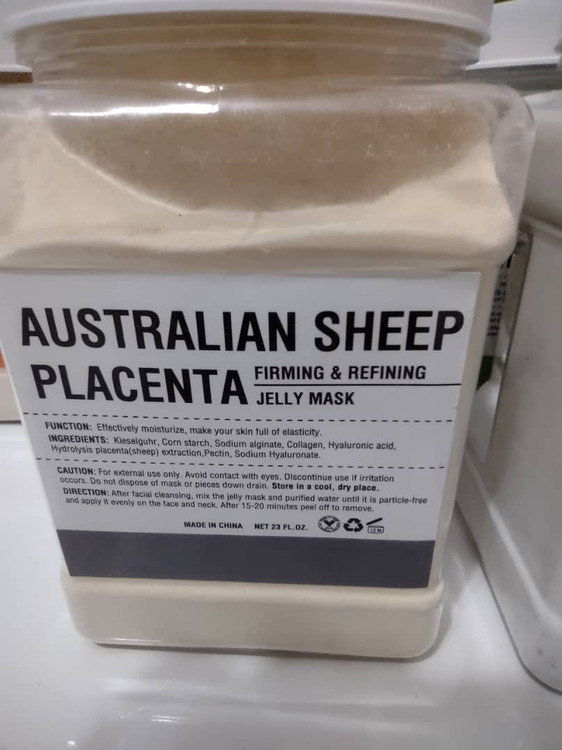 AUSTRALIAN SHEEP
PLACENTA FIRMING & REFINING
JELLY MASK
FUNCTION: Effectively moisturize, make your skin full of elasticity.
INGREDIENTS: Kieselguhr, Corn starch, Sodium alginate, Collagen, Hyaluronic acid,
Hydrolysis placenta(sheep) extraction,Pectin, Sodium Hyaluronate.
CAUTION: For external use only. Avoid contact with eyes. Discontinue use if irritation
occurs. Do not dispose of mask or pieces down drain. Store in a cool, dry place.
DIRECTION: After facial cleansing, mix the jelly mask and purified water until it is particle-free
and apply it evenly on the face and neck. After 15-20 minutes peel off to remove.
MADE IN CHINA NET 23 FL.OZ. 12 M